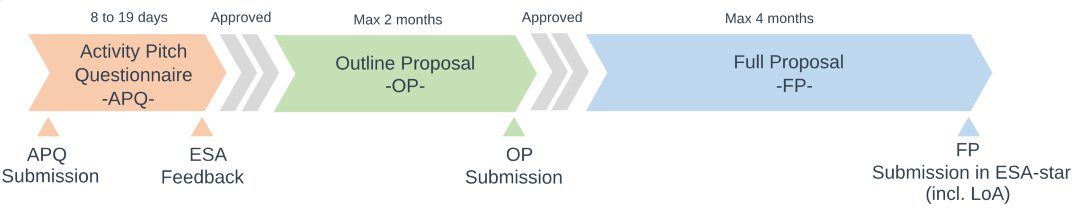 8 to 19 days
Approved
Max 2 months
Approved
Max 4 months
Activity Pitch
Questionnaire
-APQ-
Outline Proposal
-OP-
Full Proposal
-FP-
APQ
Submission
ESA
Feedback
OP
Submission
FP
Submission in ESA-star
(incl. LoA)